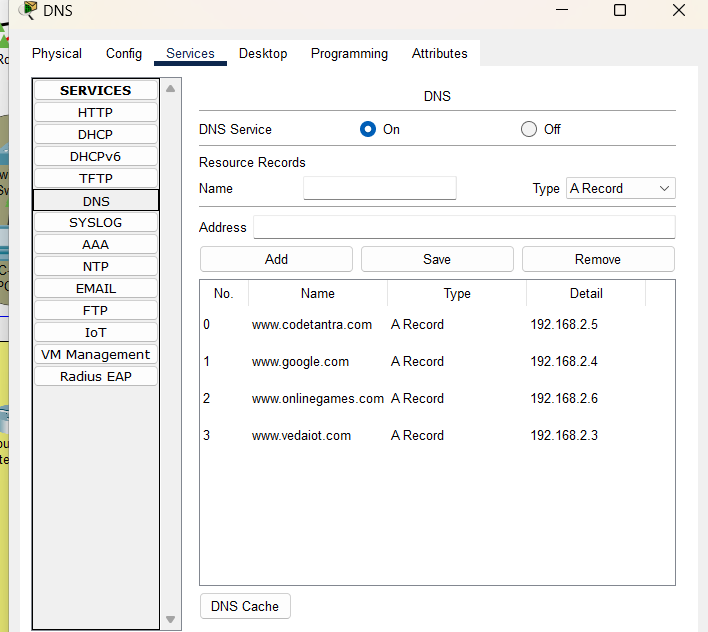 DNS
Physical Config Services Desktop Programming Attributes
SERVICES
HTTP
DHCP
DHCPv6
TFTP
DNS
SYSLOG
AAA
NTP
EMAIL
FTP
IoT
VM Management
Radius EAP
DNS
DNS Service On Off
Resource Records
Name Type A Record
Address
Add Save Remove
No. Name Type Detail
0 www.codetantra.com A Record 192.168.2.5
1 www.google.com A Record 192.168.2.4
2 www.onlinegames.com A Record 192.168.2.6
3 www.vedaiot.com A Record 192.168.2.3
DNS Cache